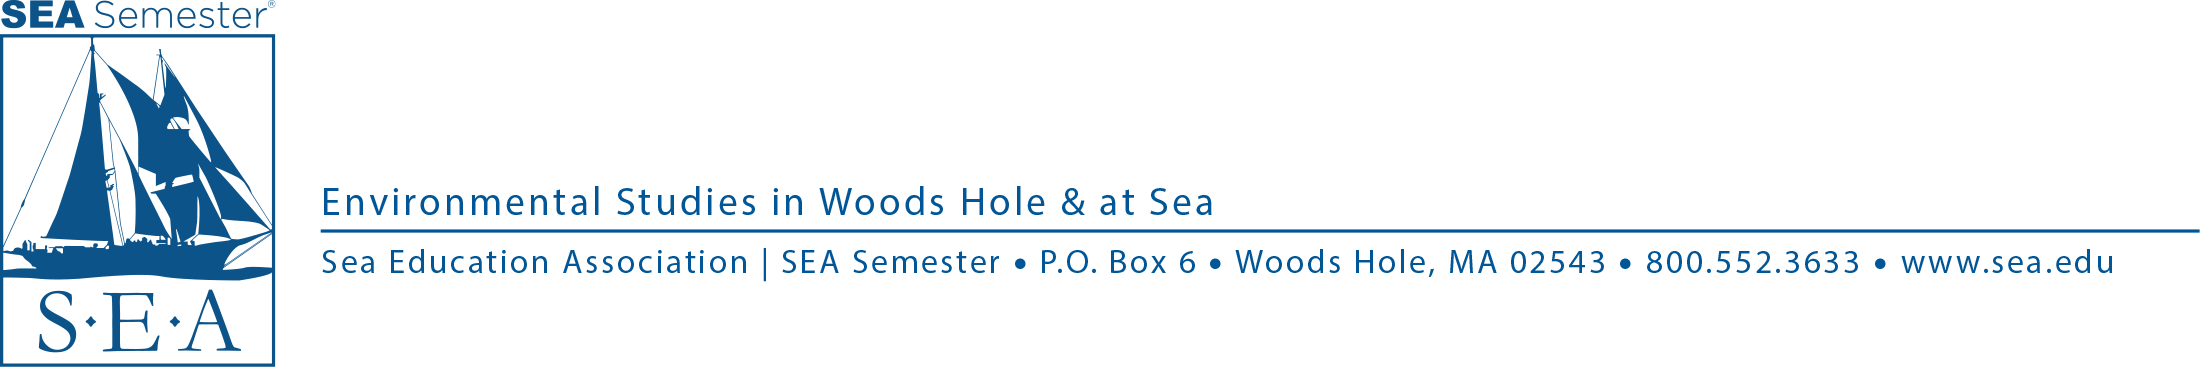 SEA Semester®
S·E·A
Environmental Studies in Woods Hole & at Sea
Sea Education Association | SEA Semester • P.O. Box 6 • Woods Hole, MA 02543 • 800.552.3633 • www.sea.edu